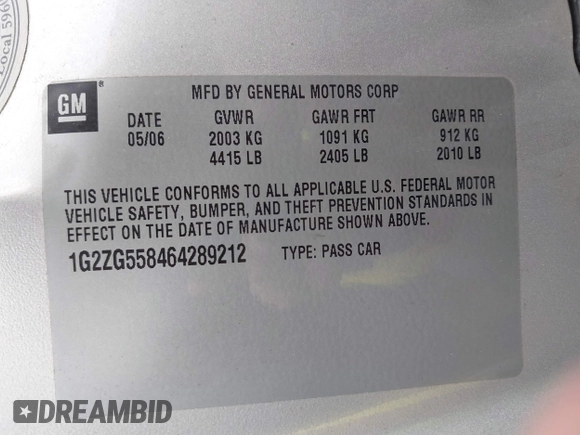 Local 5960
GM
®
MFD BY GENERAL MOTORS CORP
DATE GVWR GAWR FRT GAWR RR
05/06 2003 KG 1091 KG 912 KG
4415 LB 2405 LB 2010 LB
THIS VEHICLE CONFORMS TO ALL APPLICABLE U.S. FEDERAL MOTOR
VEHICLE SAFETY, BUMPER, AND THEFT PREVENTION STANDARDS IN
EFFECT ON THE DATE OF MANUFACTURE SHOWN ABOVE.
1G2ZG558464289212 TYPE: PASS CAR
DREAMBID